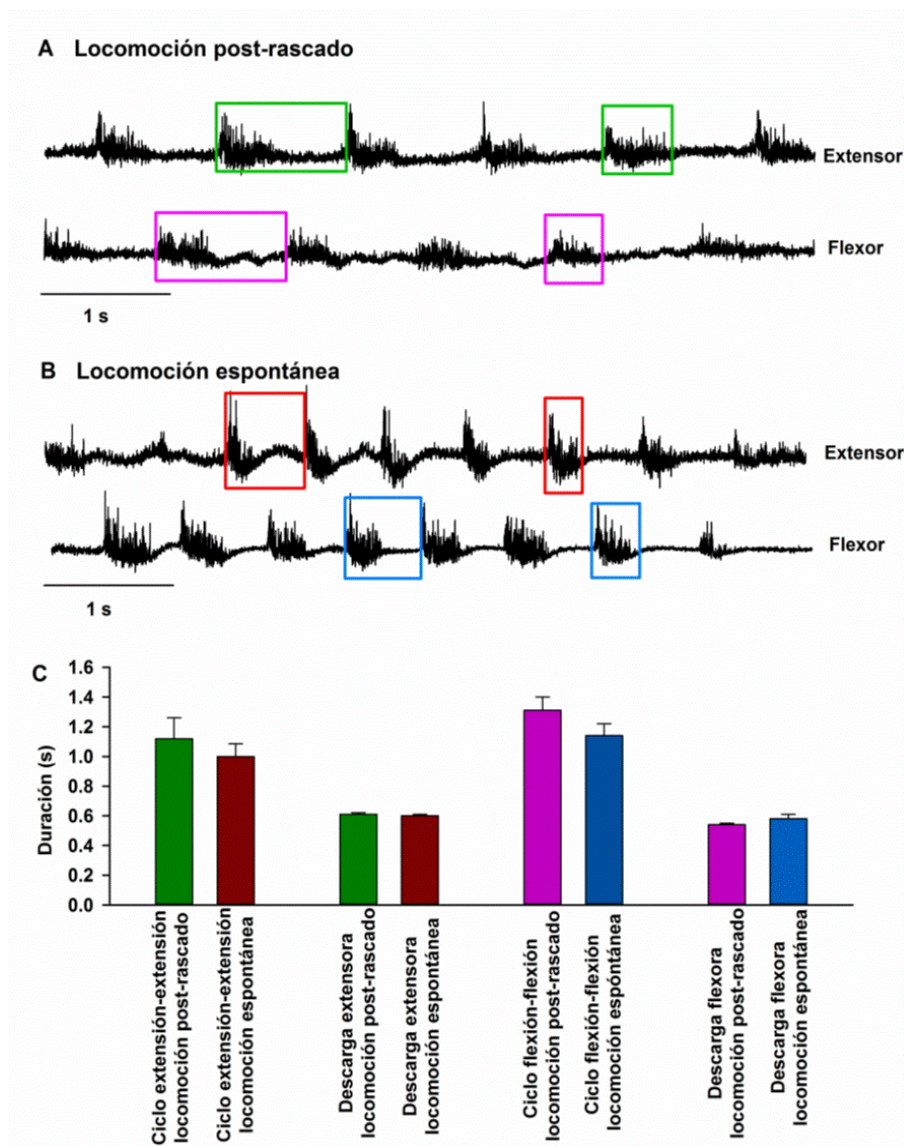 A Locomoción post-rascado
Extensor
Flexor
1 s
B Locomoción espontánea
Extensor
Flexor
1 s
C
Duración (s)
1.6
1.4
1.2
1.0
0.8
0.6
0.4
0.2
0.0
Ciclo extensión-extensión
locomoción post-rascado
Ciclo extensión-extensión
locomoción espontánea
Descarga extensora
locomoción post-rascado
Descarga extensora
locomoción espontánea
Ciclo flexión-flexión
locomoción post-rascado
Ciclo flexión-flexión
locomoción espóntánea
Descarga flexora
locomoción post-rascado
Descarga flexora
locomoción espontánea